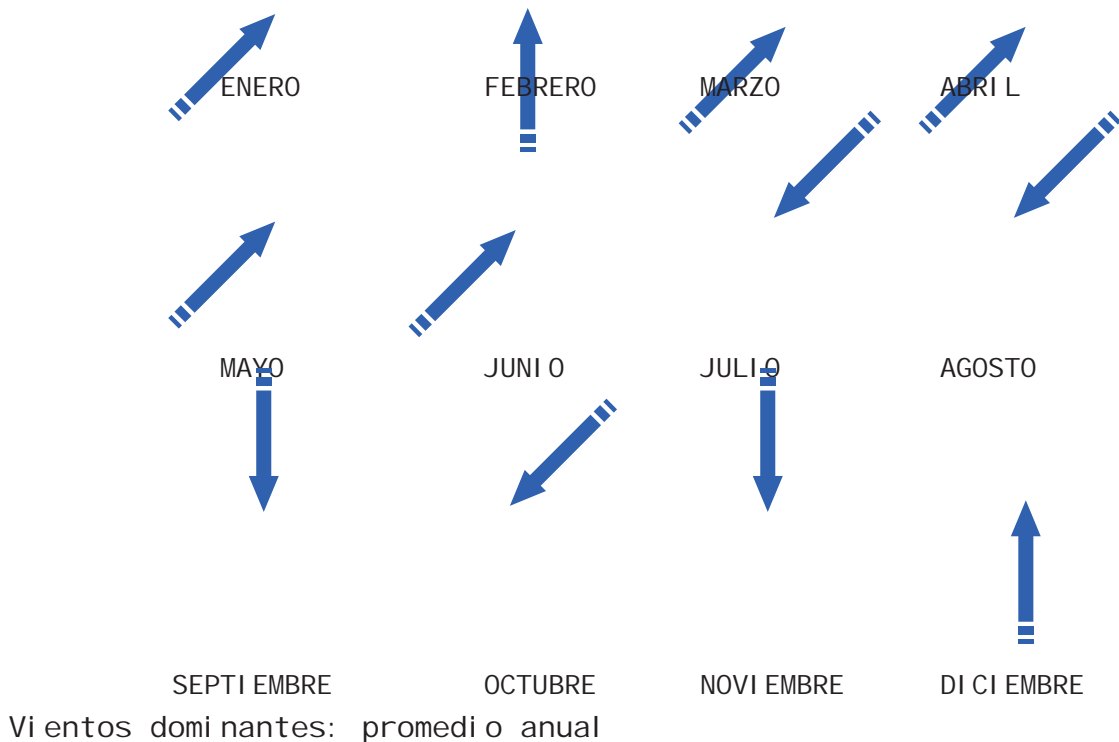 ENERO FEBRERO MARZO ABRIL
MAYO JUNIO JULIO AGOSTO
SEPTIEMBRE OCTUBRE NOVIEMBRE DICIEMBRE
Vientos dominantes: promedio anual